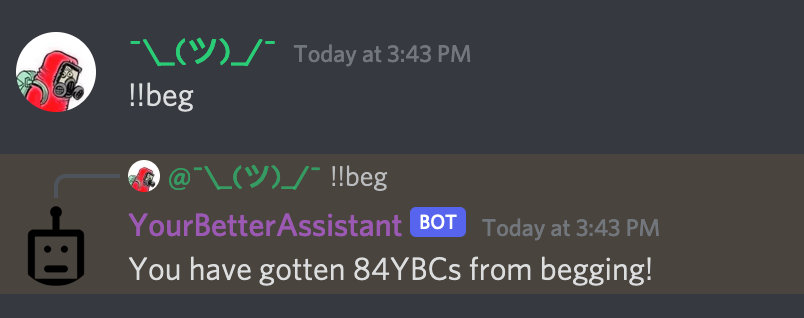 ¯\_(ツ)_/¯ Today at 3:43 PM
!!beg
@¯\_(ツ)_/¯ !!beg
YourBetterAssistant BOT Today at 3:43 PM
You have gotten 84YBCs from begging!